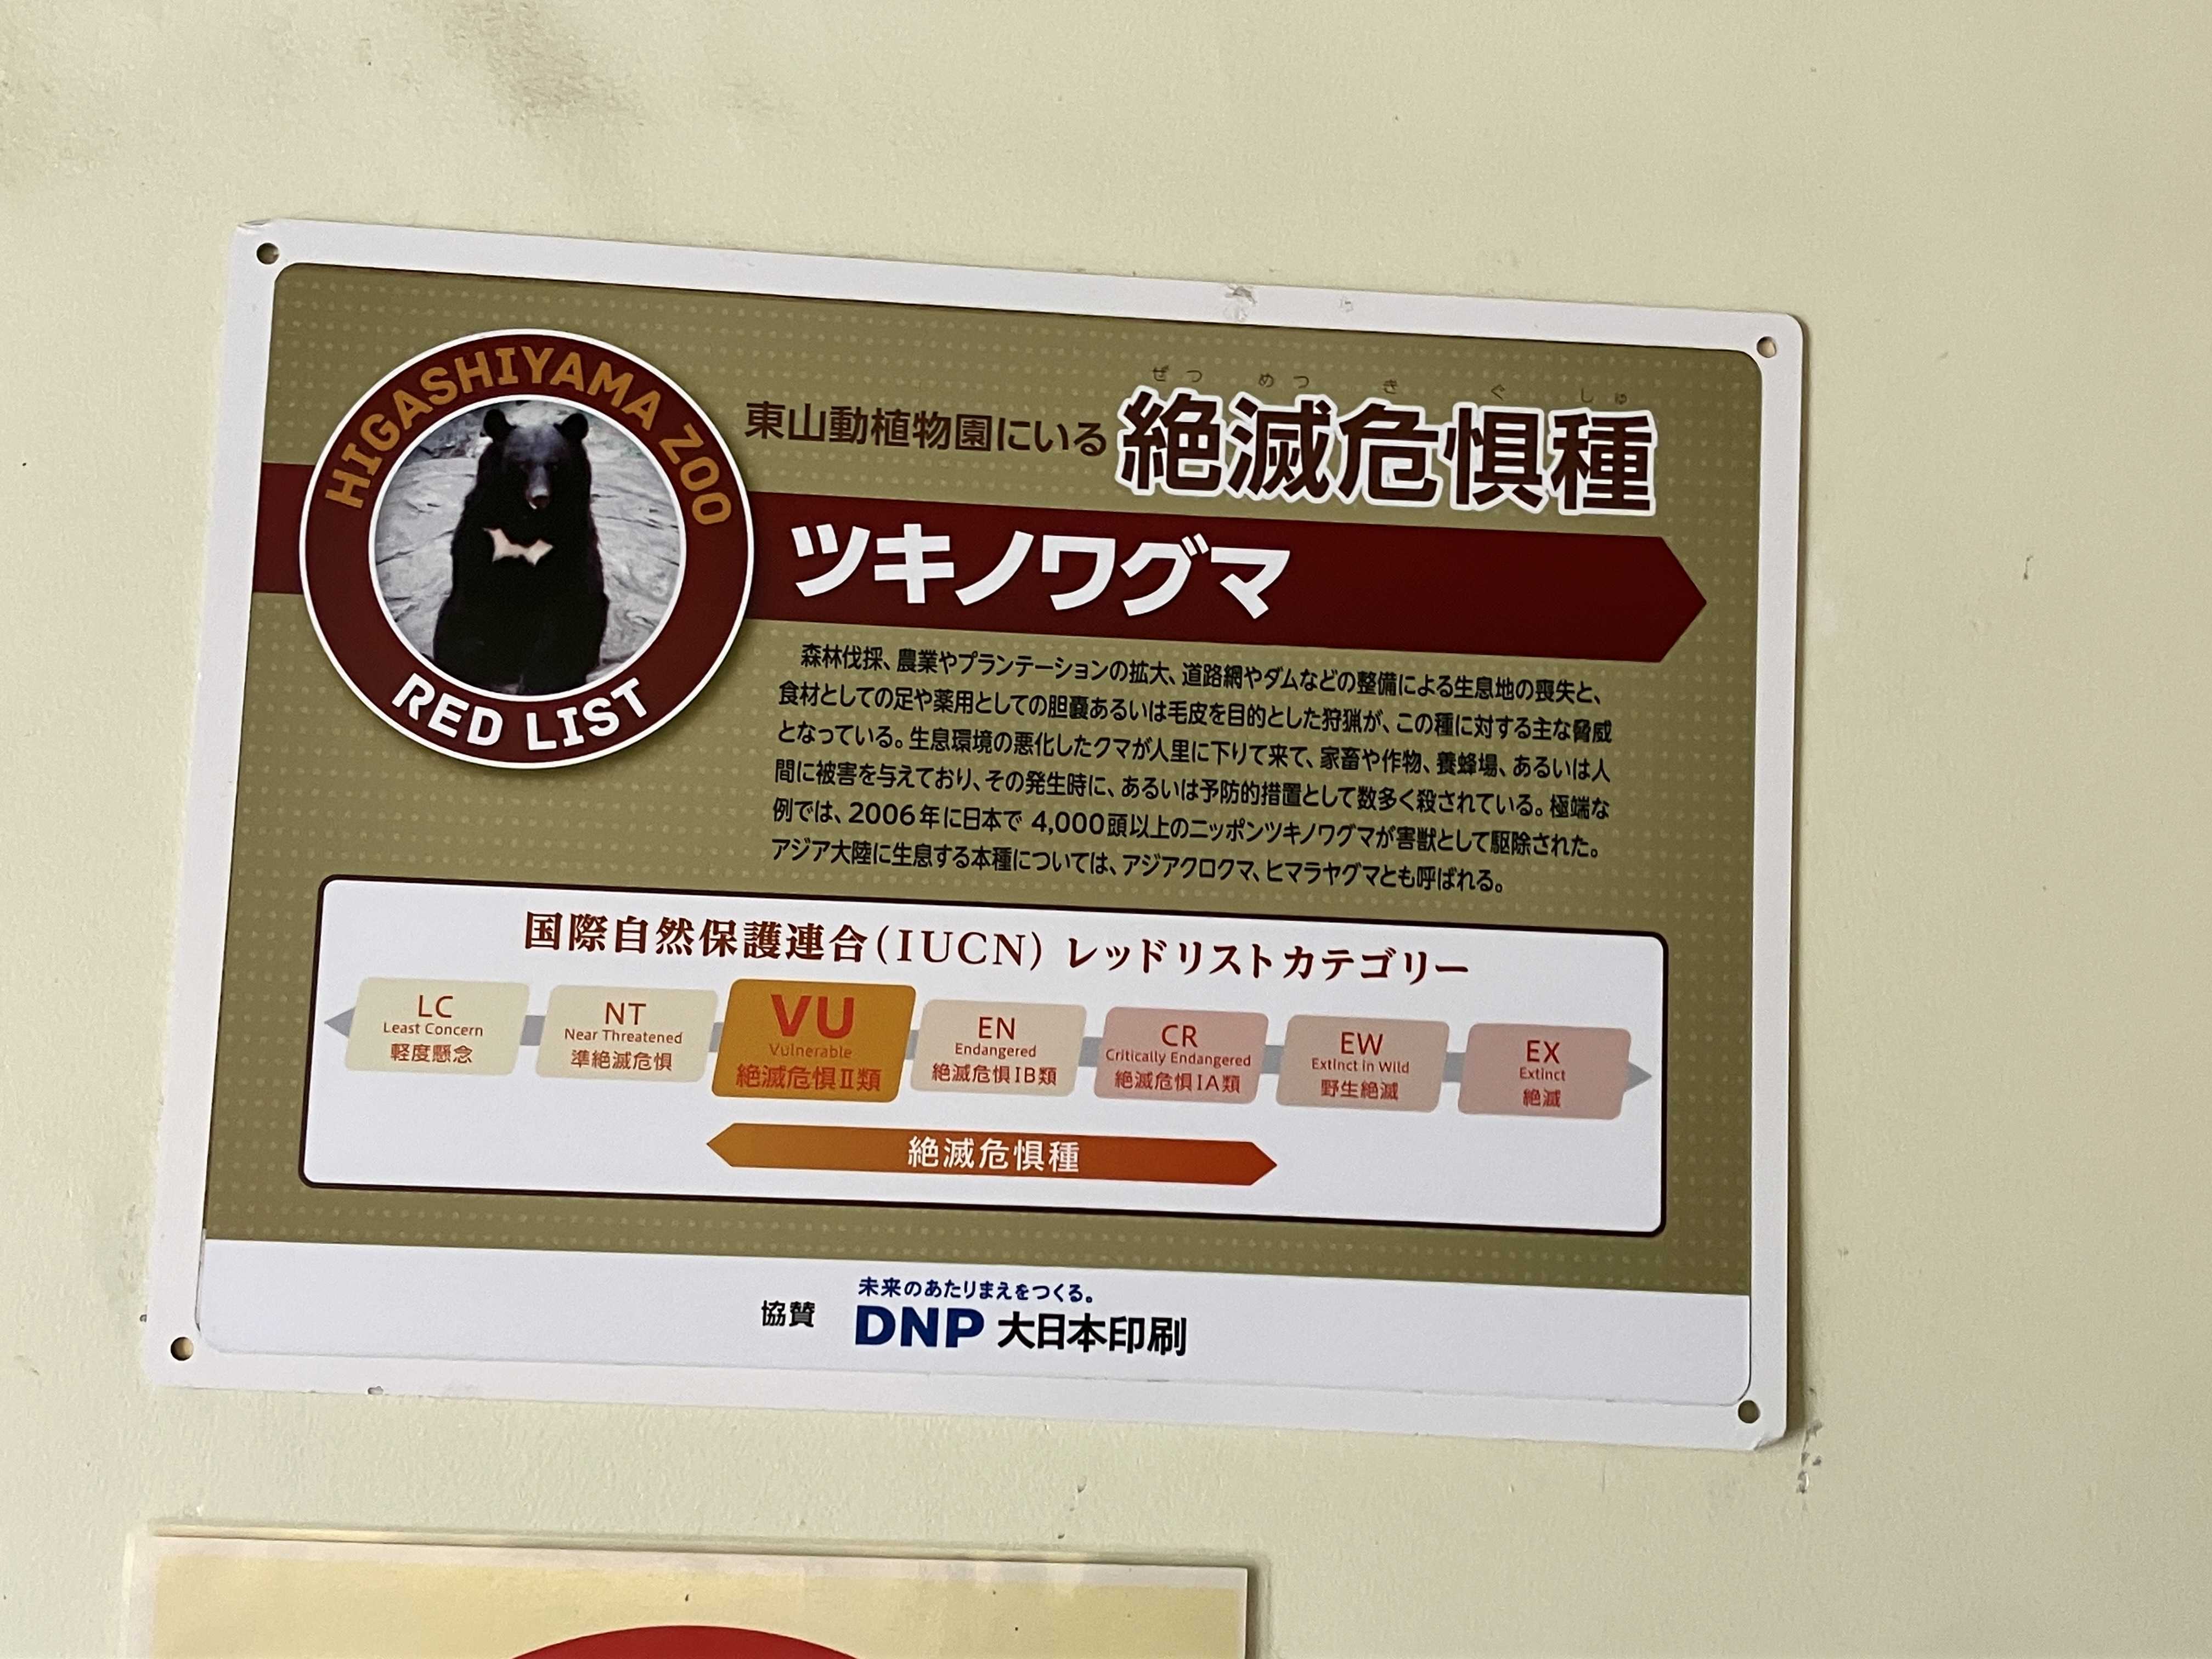 HIGASHIYAMA ZOO
RED LIST
ぜつ めつ き ぐ しゅ
東山動植物園にいる 絶滅危惧種
ツキノワグマ
森林伐採、農業やプランテーションの拡大、道路網やダムなどの整備による生息地の喪失と、
食材としての足や薬用としての胆嚢あるいは毛皮を目的とした狩猟が、この種に対する主な脅威
となっている。生息環境の悪化したクマが人里に下りて来て、家畜や作物、養蜂場、あるいは人
間に被害を与えており、その発生時に、あるいは予防的措置として数多く殺されている。極端な
例では、2006年に日本で 4,000頭以上のニッポンツキノワグマが害獣として駆除された。
アジア大陸に生息する本種については、アジアクロクマ、ヒマラヤグマとも呼ばれる。
国際自然保護連合(IUCN) レッドリストカテゴリー
LC
Least Concern
軽度懸念
NT
Near Threatened
準絶滅危惧
VU
Vulnerable
絶滅危惧II類
EN
Endangered
絶滅危惧IB類
CR
Critically Endangered
絶滅危惧IA類
EW
Extinct in Wild
野生絶滅
EX
Extinct
絶滅
絶滅危惧種
協賛
未来のあたりまえをつくる。
DNP 大日本印刷